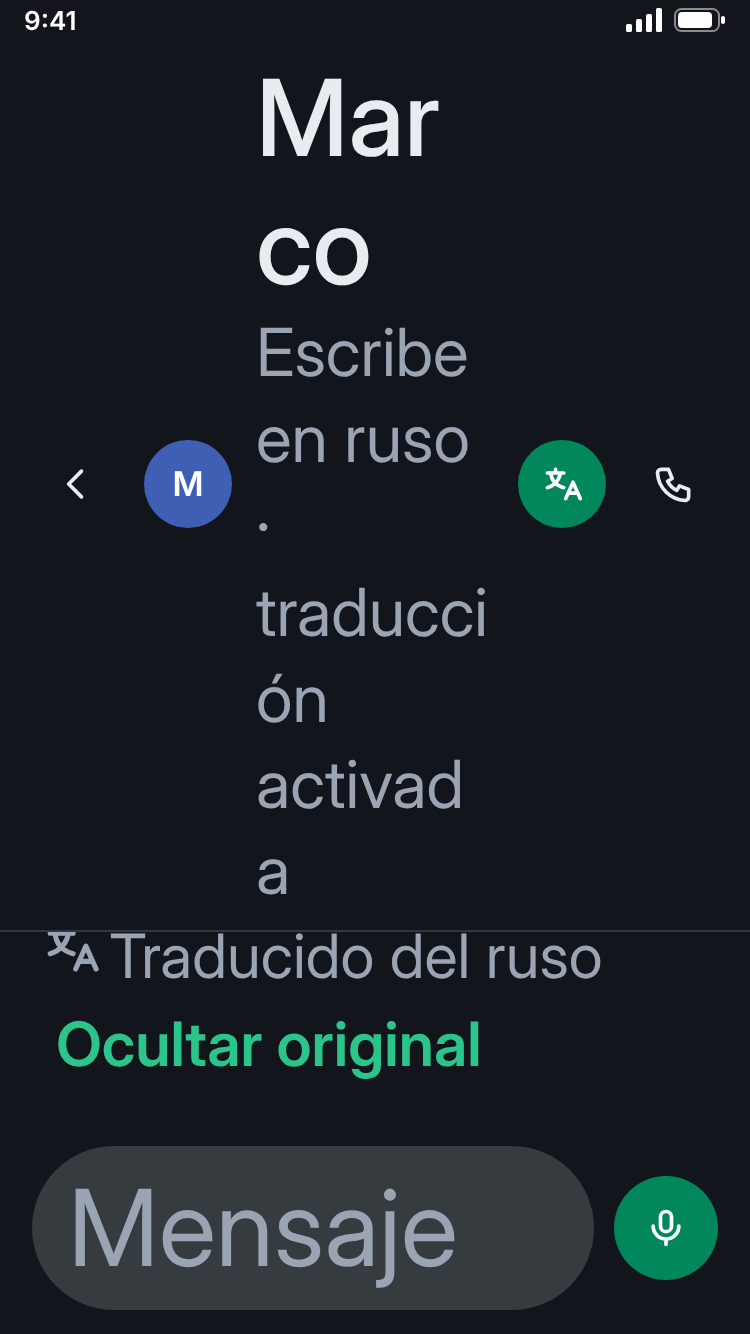 9:41
Mar
co
Escribe
en ruso
·
traducci
ón
activad
a
M
Traducido del ruso
Ocultar original
Mensaje